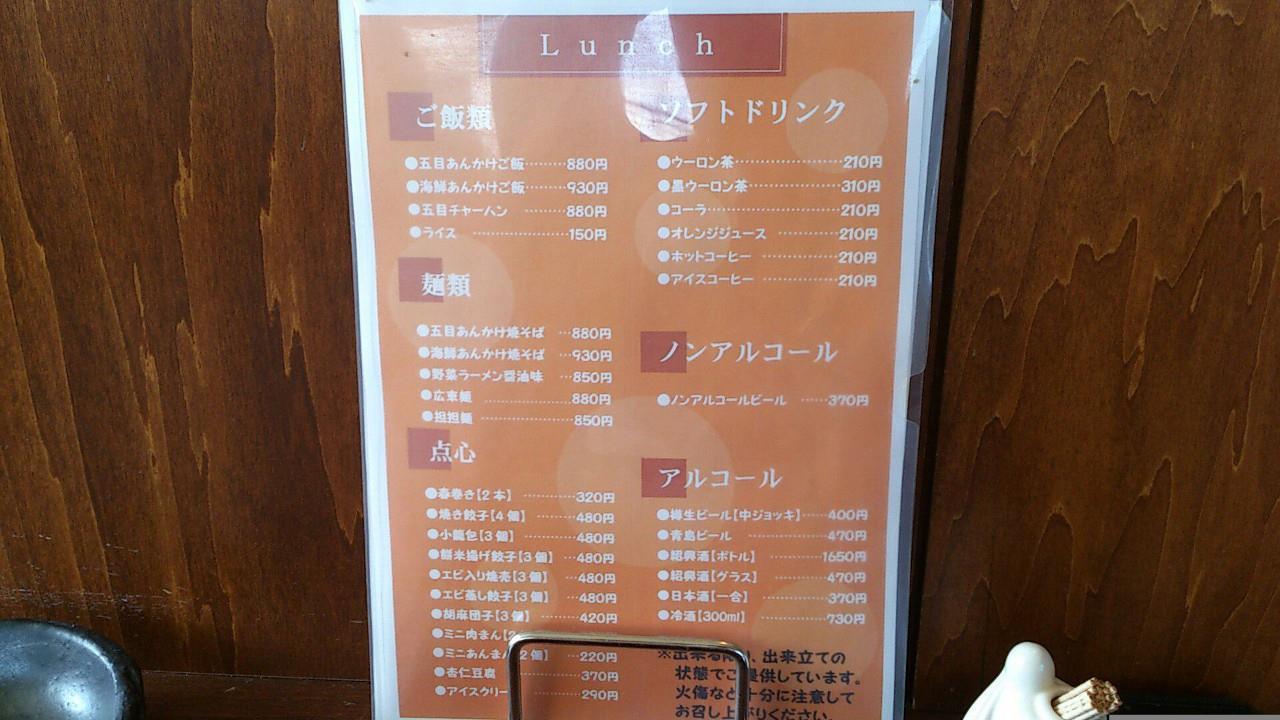 Lunch
ご飯類
●五目あんかけご飯………880円
●海鮮あんかけご飯………930円
●五目チャーハン………880円
●ライス………150円
麺類
●五目あんかけ焼そば…880円
●海鮮あんかけ焼そば…930円
●野菜ラーメン醤油味…850円
●広東麺………880円
●担担麺………850円
点心
●春巻き【2本】………320円
●焼き餃子【4個】………480円
●小籠包【3個】………480円
●餅米揚げ餃子【3個】…480円
●エビ入り焼売【3個】…480円
●エビ蒸し餃子【3個】…480円
●胡麻団子【3個】………420円
●ミニ肉まん【2
●ミニあんまん【2個】…220円
●杏仁豆腐 370円
●アイスクリー 290円
ソフトドリンク
●ウーロン茶………210円
●黒ウーロン茶………310円
●コーラ………210円
●オレンジジュース………210円
●ホットコーヒー………210円
●アイスコーヒー………210円
ノンアルコール
●ノンアルコールビール……370円
アルコール
●樽生ビール【中ジョッキ】……400円
●青島ビール………470円
●紹興酒【ボトル】………1650円
●紹興酒【グラス】………470円
●日本酒【一合】………370円
●冷酒【300ml】………730円
※出来る、出来立ての
状態でご提供しています。
火傷など十分に注意して
お召し上がりください。